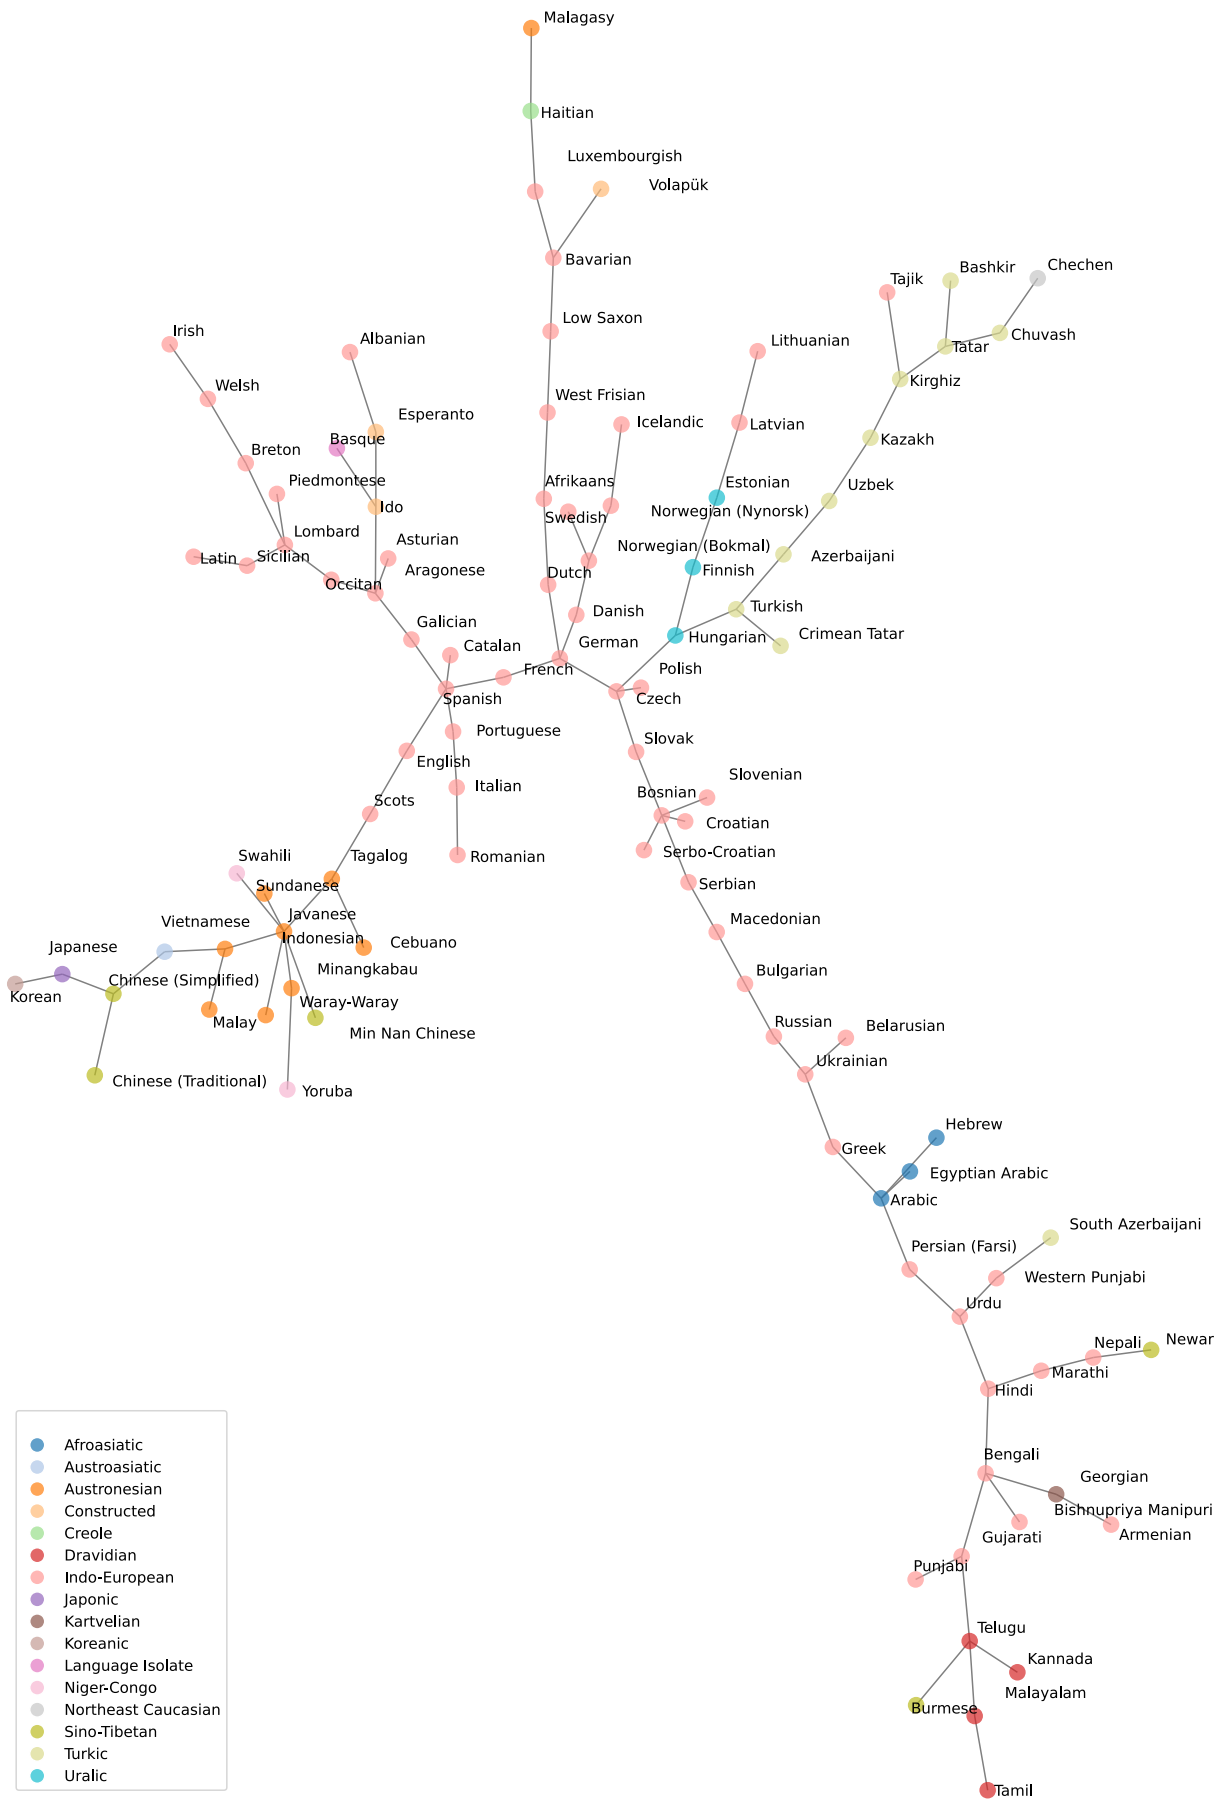 Malagasy
Haitian
Luxembourgish
Volapük
Bavarian
Bashkir
Chechen
Tajik
Low Saxon
Irish
Albanian
Lithuanian
Tatar
Chuvash
Kirghiz
Welsh
West Frisian
Esperanto
Icelandic
Latvian
Basque
Kazakh
Breton
Piedmontese
Afrikaans
Estonian
Uzbek
Ido
Norwegian (Nynorsk)
Swedish
Lombard
Asturian
Norwegian (Bokmal)
Latin
Sicilian
Azerbaijani
Aragonese
Dutch
Finnish
Occitan
Turkish
Danish
Galician
Crimean Tatar
Hungarian
German
Catalan
French
Polish
Spanish
Czech
Portuguese
Slovak
English
Slovenian
Italian
Bosnian
Scots
Croatian
Serbo-Croatian
Swahili
Tagalog
Romanian
Sundanese
Serbian
Javanese
Vietnamese
Macedonian
Indonesian
Cebuano
Japanese
Minangkabau
Bulgarian
Chinese (Simplified)
Korean
Waray-Waray
Malay
Russian
Belarusian
Min Nan Chinese
Ukrainian
Chinese (Traditional)
Yoruba
Hebrew
Greek
Egyptian Arabic
Arabic
South Azerbaijani
Persian (Farsi)
Western Punjabi
Urdu
Newar
Nepali
Marathi
Hindi
Bengali
Georgian
Bishnupriya Manipuri
Gujarati
Armenian
Punjabi
Telugu
Kannada
Malayalam
Burmese
Tamil
Afroasiatic
Austroasiatic
Austronesian
Constructed
Creole
Dravidian
Indo-European
Japonic
Kartvelian
Koreanic
Language Isolate
Niger-Congo
Northeast Caucasian
Sino-Tibetan
Turkic
Uralic